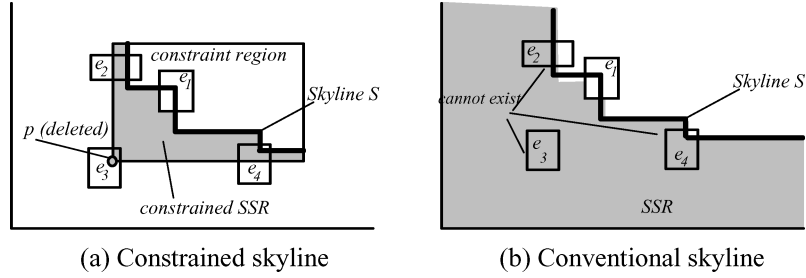 constraint region
e2
e1
Skyline S
p (deleted)
e3
e4
constrained SSR
(a) Constrained skyline
e2
e1
Skyline S
cannot exist
e3
e4
SSR
(b) Conventional skyline